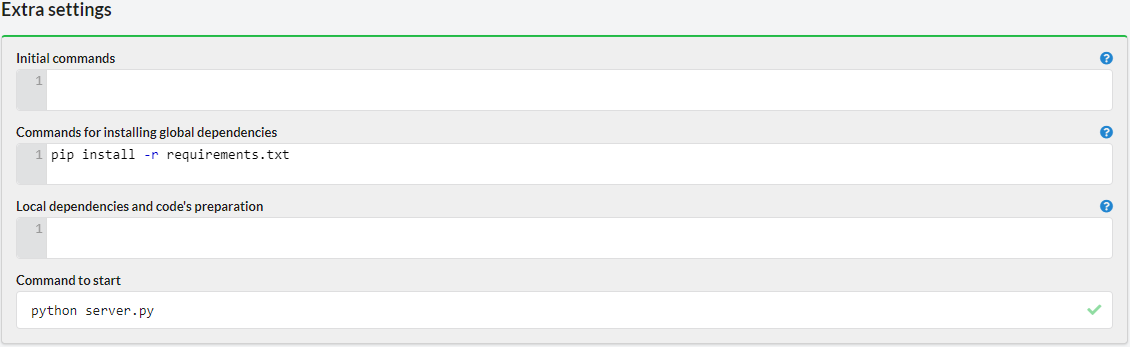 Extra settings
Initial commands
1
Commands for installing global dependencies
1 pip install -r requirements.txt
Local dependencies and code's preparation
1
Command to start
python server.py